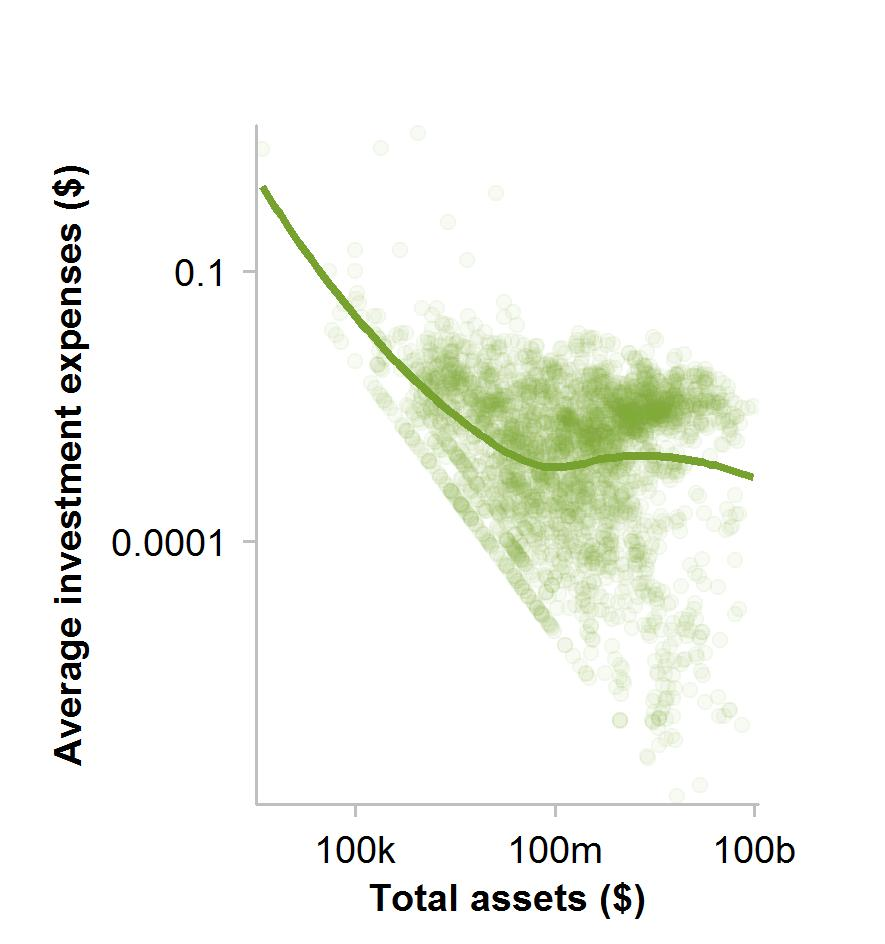 Average investment expenses ($)
0.1
0.0001
100k
100m
100b
Total assets ($)